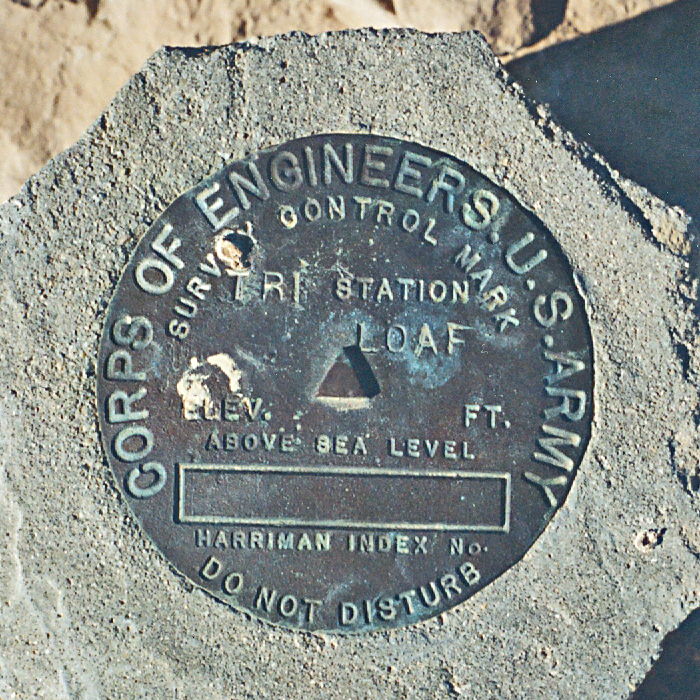 CORPS OF ENGINEERS. U.S. ARMY
SURVEY CONTROL MARK
TRI STATION
LOAF
ELEV. FT.
ABOVE SEA LEVEL
HARRIMAN INDEX No.
DO NOT DISTURB